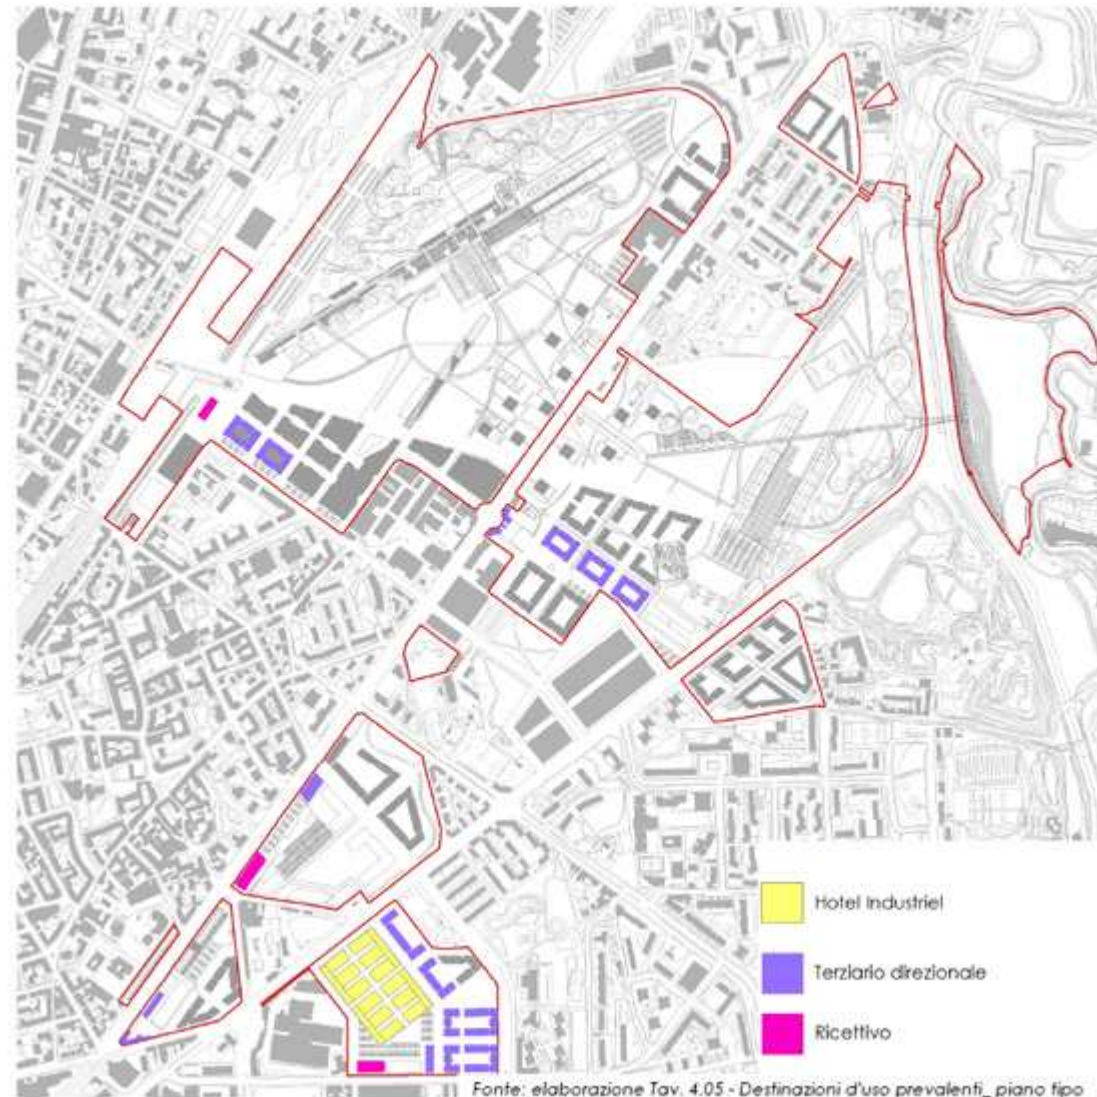 Hotel Industriel
Terziario direzionale
Ricettivo
Fonte: elaborazione Tav. 4.05 - Destinazioni d'uso prevalenti_ piano tipo